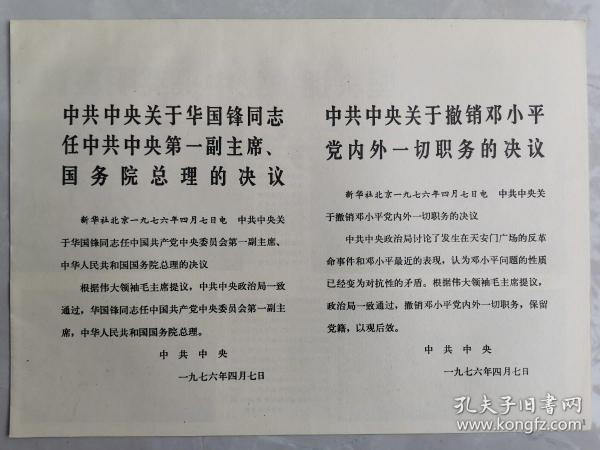 中共中央关于华国锋同志
任中共中央第一副主席、
国务院总理的决议
新华社北京一九七六年四月七日电　中共中央关
于华国锋同志任中国共产党中央委员会第一副主席、
中华人民共和国国务院总理的决议
根据伟大领袖毛主席提议，中共中央政治局一致
通过，华国锋同志任中国共产党中央委员会第一副主
席，中华人民共和国国务院总理。
中共中央
一九七六年四月七日
中共中央关于撤销邓小平
党内外一切职务的决议
新华社北京一九七六年四月七日电　中共中央关
于撤销邓小平党内外一切职务的决议
中共中央政治局讨论了发生在天安门广场的反革
命事件和邓小平最近的表现，认为邓小平问题的性质
已经变为对抗性的矛盾。根据伟大领袖毛主席提议，
政治局一致通过，撤销邓小平党内外一切职务，保留
党籍，以观后效。
中共中央
一九七六年四月七日
孔夫子旧书网
www.kongfz.com